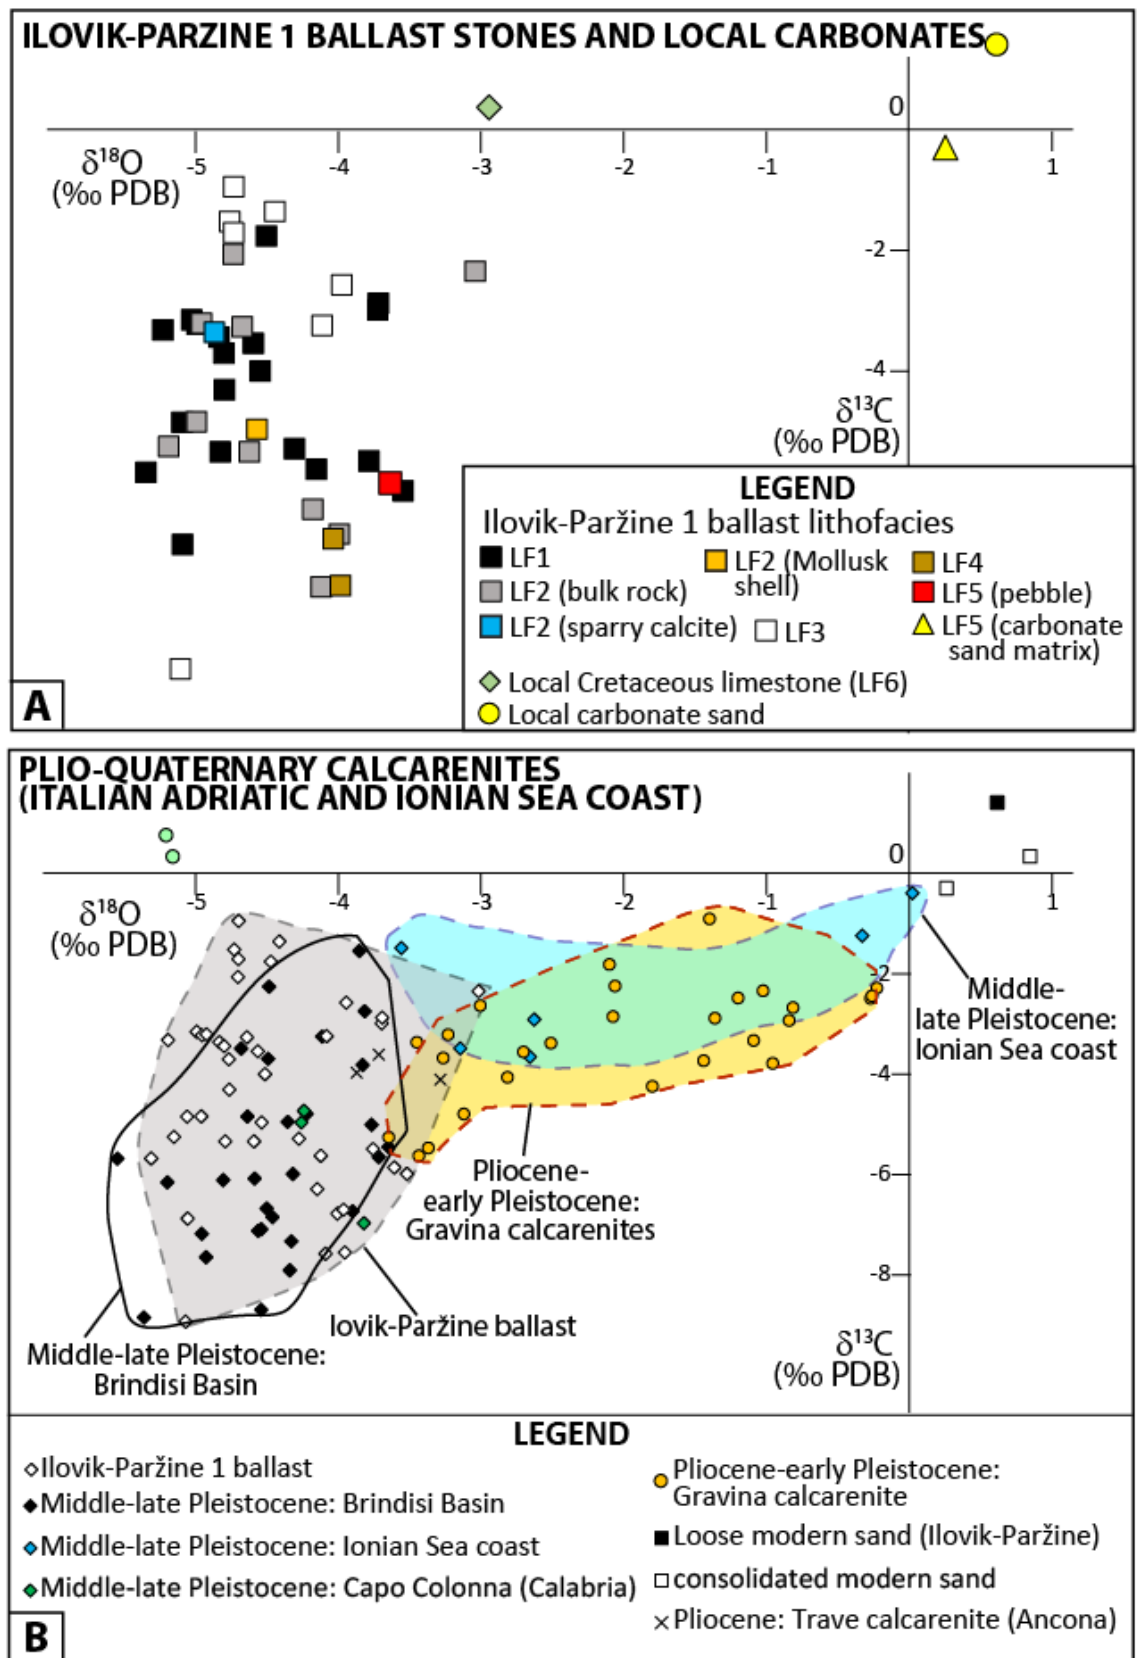 ILOVIK-PARZINE 1 BALLAST STONES AND LOCAL CARBONATES
0
-5 -4 -3 -2 -1 1
δ18O
(‰ PDB)
-2
-4
δ13C
(‰ PDB)
LEGEND
Ilovik-Paržine 1 ballast lithofacies
LF1
LF2 (bulk rock)
LF2 (sparry calcite)
LF2 (Mollusk
shell)
LF3
LF4
LF5 (pebble)
LF5 (carbonate
sand matrix)
Local Cretaceous limestone (LF6)
Local carbonate sand
A
PLIO-QUATERNARY CALCARENITES
(ITALIAN ADRIATIC AND IONIAN SEA COAST)
0
-5 -4 -3 -2 -1 1
δ18O
(‰ PDB)
-2
Middle-
late Pleistocene:
Ionian Sea coast
-4
Pliocene-
early Pleistocene:
Gravina calcarenites
-6
-8
Iovik-Paržine ballast
Middle-late Pleistocene:
Brindisi Basin
δ13C
(‰ PDB)
LEGEND
Ilovik-Paržine 1 ballast
Middle-late Pleistocene: Brindisi Basin
Middle-late Pleistocene: Ionian Sea coast
Middle-late Pleistocene: Capo Colonna (Calabria)
Pliocene-early Pleistocene:
Gravina calcarenite
Loose modern sand (Ilovik-Paržine)
consolidated modern sand
Pliocene: Trave calcarenite (Ancona)
B